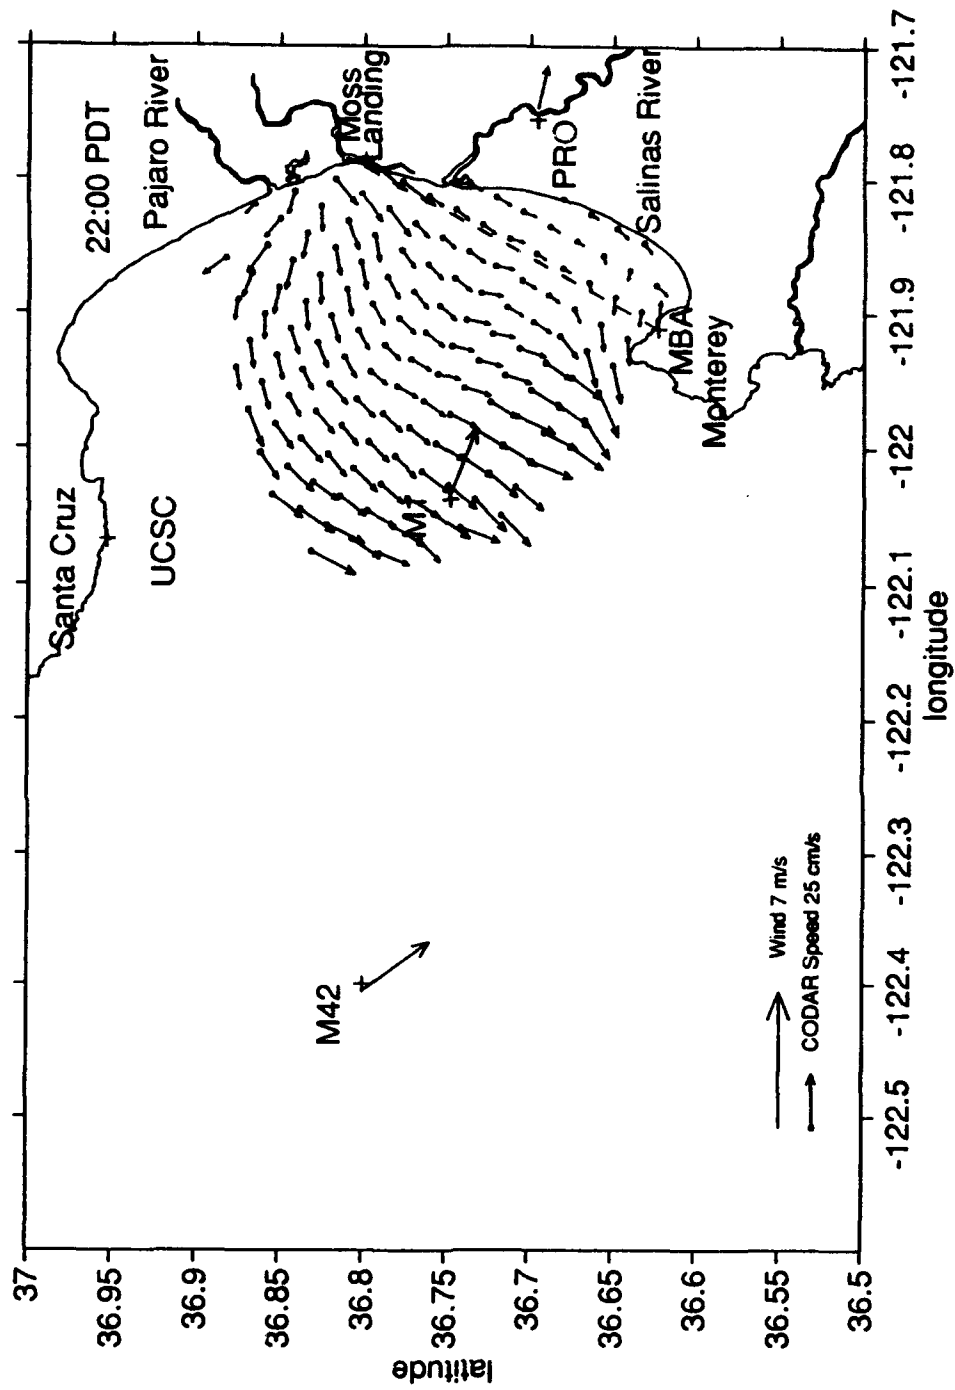 22:00 PDT
Santa Cruz
UCSC
Pajaro River
Moss
Landing
M42
M1
PRO
Salinas River
MBA
Monterey
Wind 7 m/s
CODAR Speed 25 cm/s
latitude
37
36.95
36.9
36.85
36.8
36.75
36.7
36.65
36.6
36.55
36.5
-122.5
-122.4
-122.3
-122.2
-122.1
-122
-121.9
-121.8
-121.7
longitude